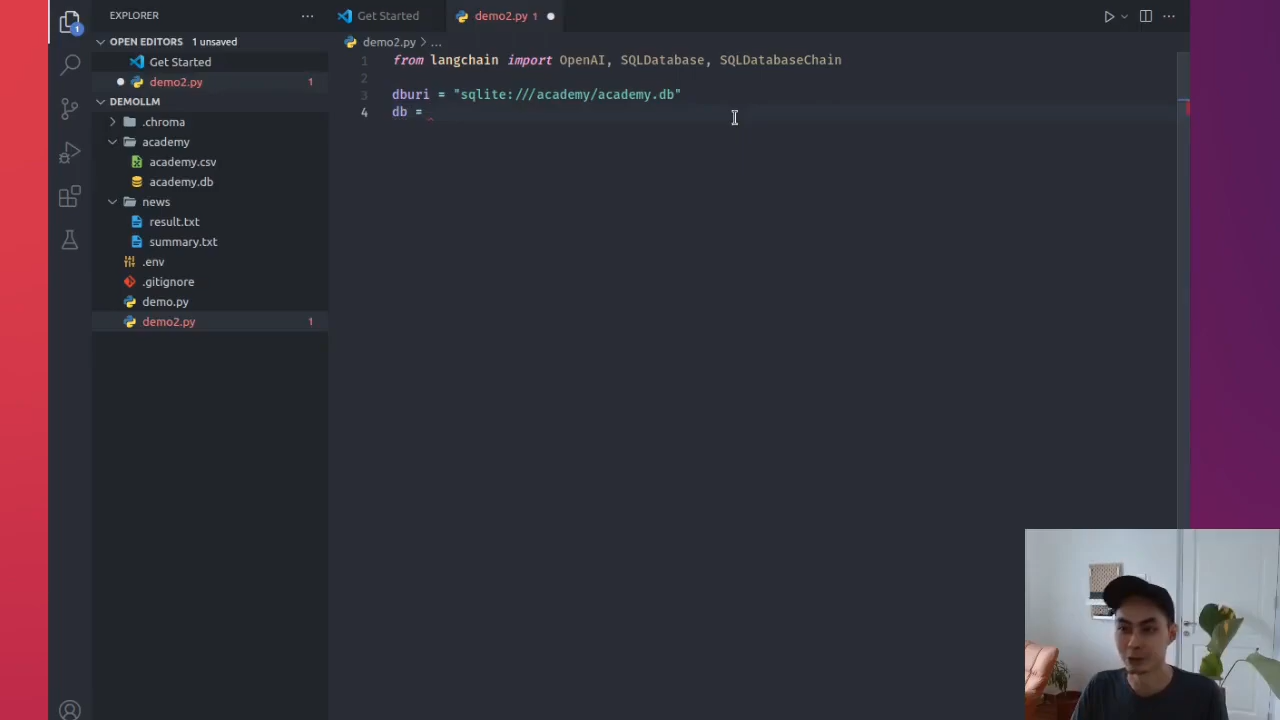 EXPLORER
Get Started
demo2.py 1
OPEN EDITORS 1 unsaved
demo2.py > ...
Get Started
demo2.py 1
DEMOLLM
.chroma
academy
academy.csv
academy.db
news
result.txt
summary.txt
.env
.gitignore
demo.py
demo2.py 1
1
1 from langchain import OpenAI, SQLDatabase, SQLDatabaseChain
2
3 dburi = "sqlite:///academy/academy.db"
4 db =